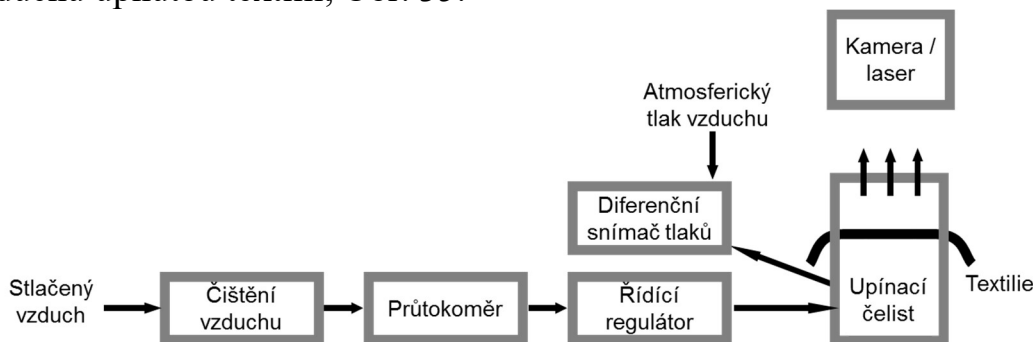 Kamera /
laser
Atmosferický
tlak vzduchu
Diferenční
snímač tlaků
Stlačený
vzduch
Čištění
vzduchu
Průtokoměr
Řídící
regulátor
Upínací
čelist
Textilie